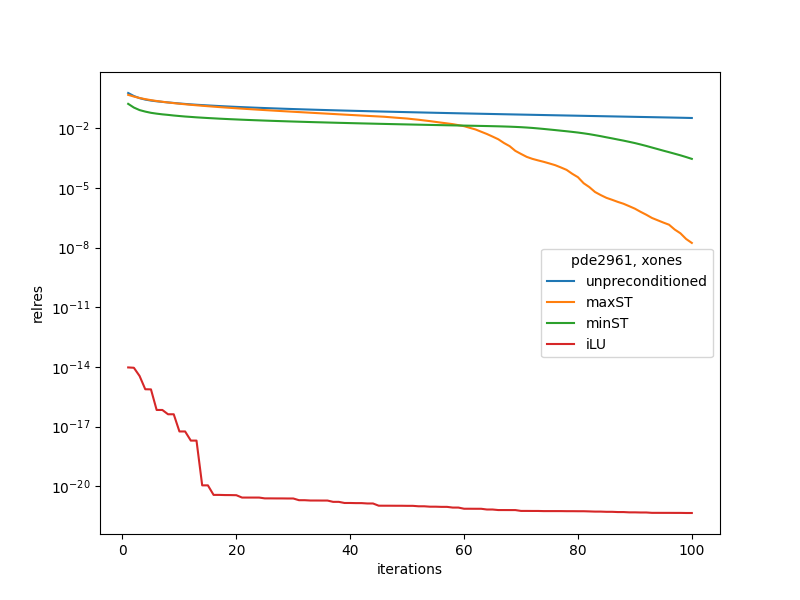 10⁻²
10⁻⁵
10⁻⁸
10⁻¹¹
10⁻¹⁴
10⁻¹⁷
10⁻²⁰
relres
0 20 40 60 80 100
iterations
pde2961, xones
unpreconditioned
maxST
minST
iLU